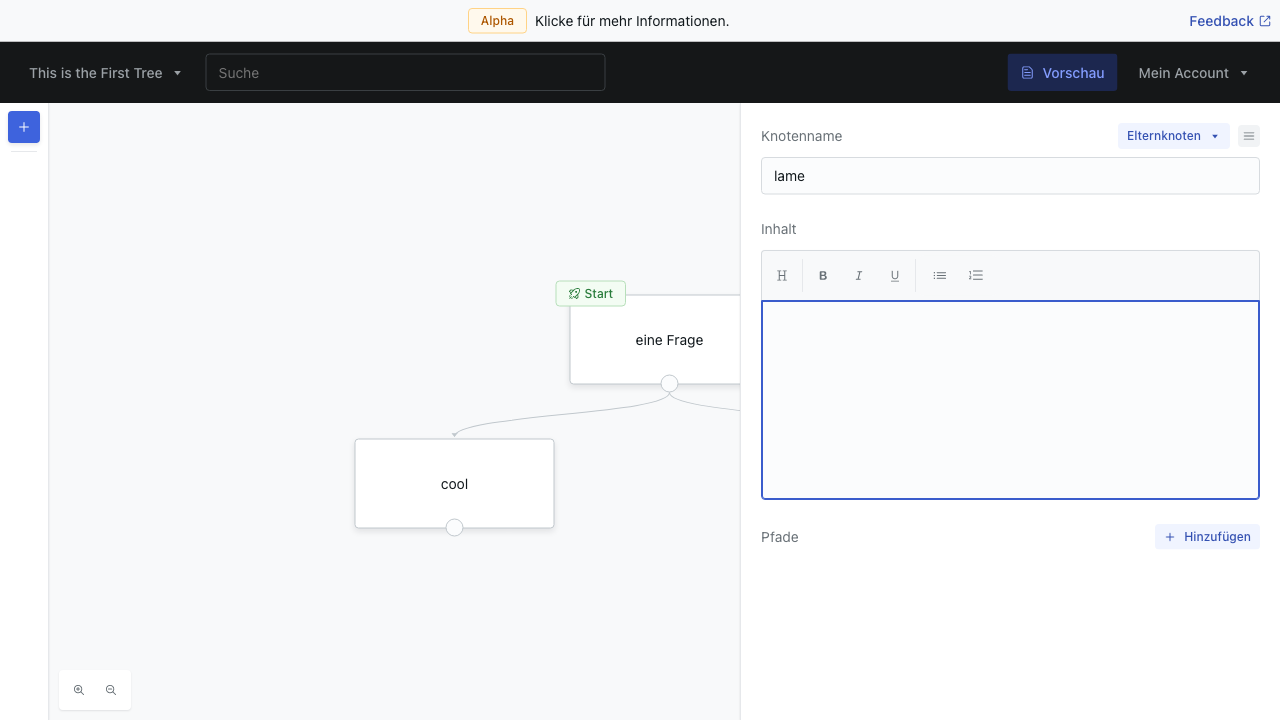 Alpha Klicke für mehr Informationen.
Feedback
This is the First Tree
Suche
Vorschau
Mein Account
Knotenname
Elternknoten
lame
Inhalt
H B I U
Start
eine Frage
cool
Pfade
Hinzufügen